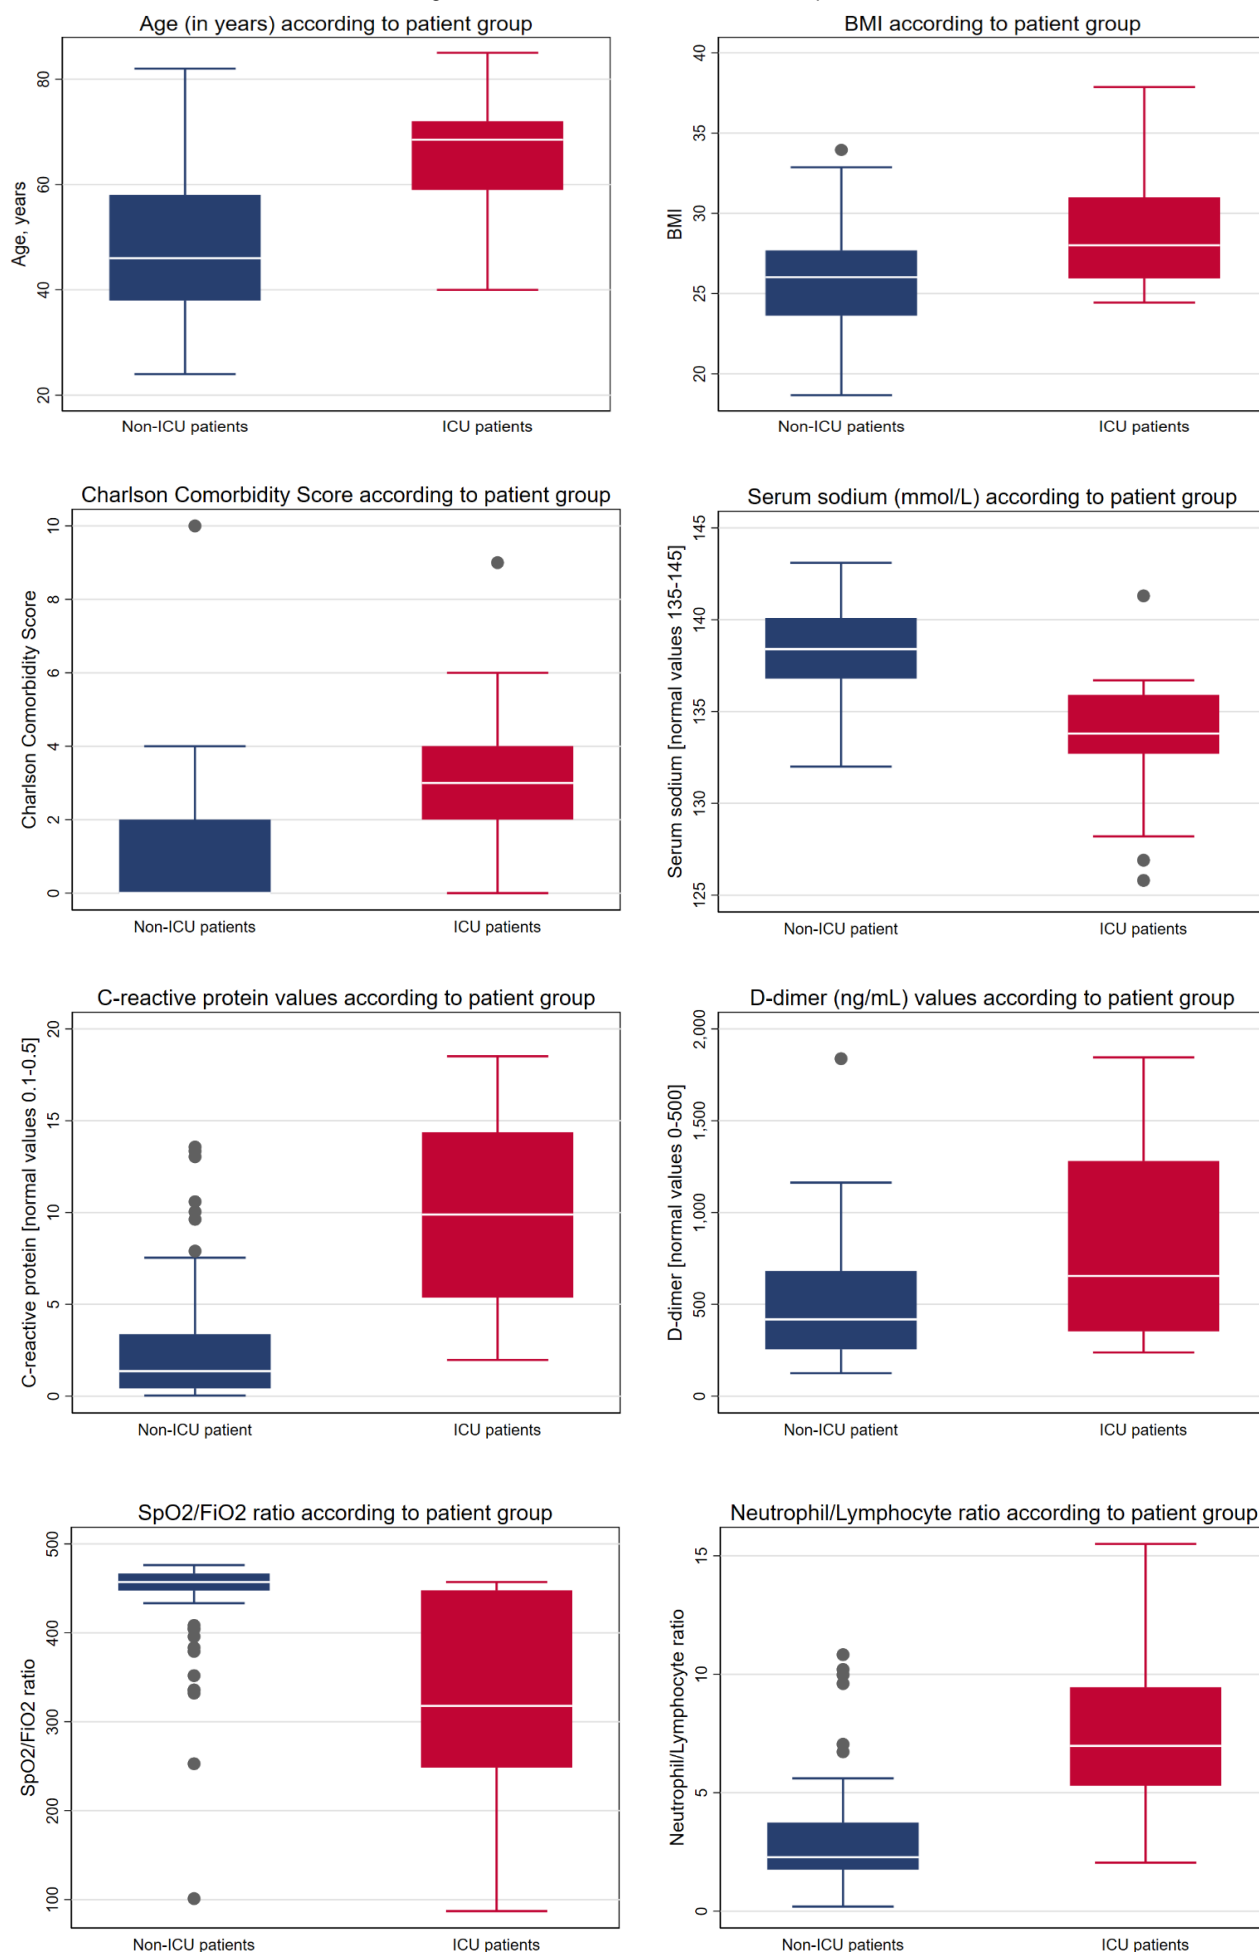 Age (in years) according to patient group
Age, years
80
60
40
20
Non-ICU patients
ICU patients
BMI according to patient group
BMI
40
35
30
25
20
Non-ICU patients
ICU patients
Charlson Comorbidity Score according to patient group
Charlson Comorbidity Score
10
8
6
4
2
0
Non-ICU patients
ICU patients
Serum sodium (mmol/L) according to patient group
Serum sodium [normal values 135-145]
145
140
135
130
125
Non-ICU patient
ICU patients
C-reactive protein values according to patient group
C-reactive protein [normal values 0.1-0.5]
20
15
10
5
0
Non-ICU patient
ICU patients
D-dimer (ng/mL) values according to patient group
D-dimer [normal values 0-500]
2,000
1,500
1,000
500
0
Non-ICU patient
ICU patients
SpO2/FiO2 ratio according to patient group
SpO2/FiO2 ratio
500
400
300
200
100
Non-ICU patients
ICU patients
Neutrophil/Lymphocyte ratio according to patient group
Neutrophil/Lymphocyte ratio
15
10
5
0
Non-ICU patients
ICU patients